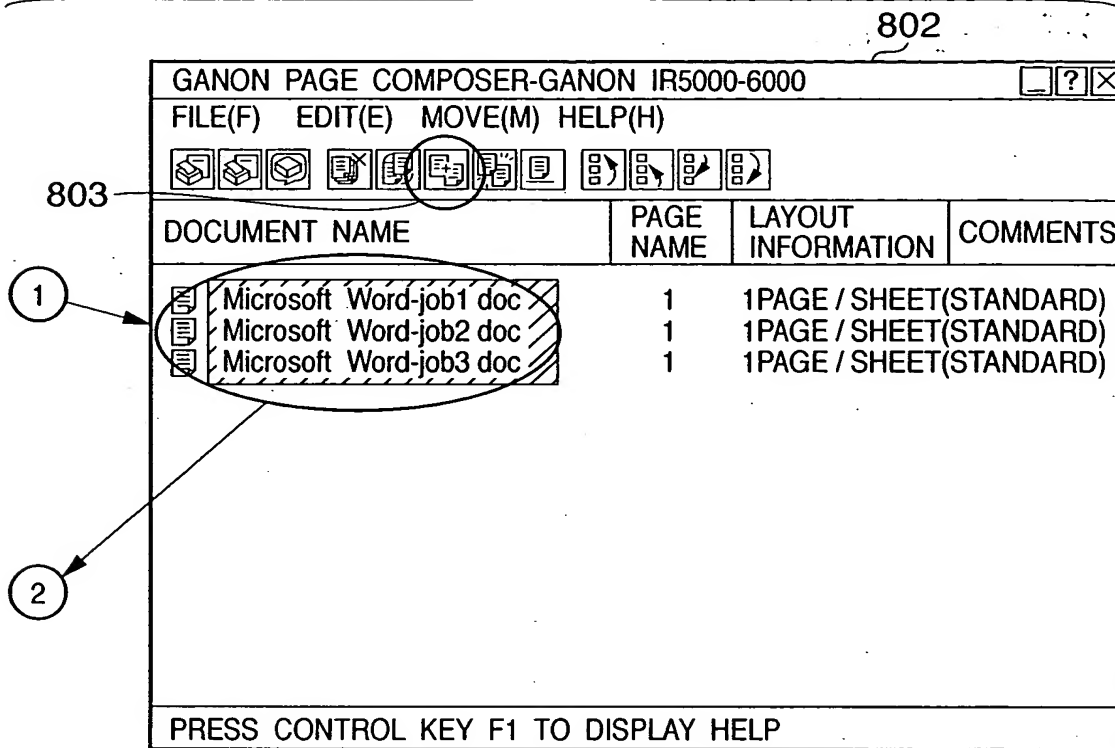 802
GANON PAGE COMPOSER-GANON IR5000-6000
FILE(F) EDIT(E) MOVE(M) HELP(H)
803
DOCUMENT NAME PAGE NAME LAYOUT INFORMATION COMMENTS
1
Microsoft Word-job1 doc 1 1PAGE / SHEET(STANDARD)
Microsoft Word-job2 doc 1 1PAGE / SHEET(STANDARD)
Microsoft Word-job3 doc 1 1PAGE / SHEET(STANDARD)
2
PRESS CONTROL KEY F1 TO DISPLAY HELP